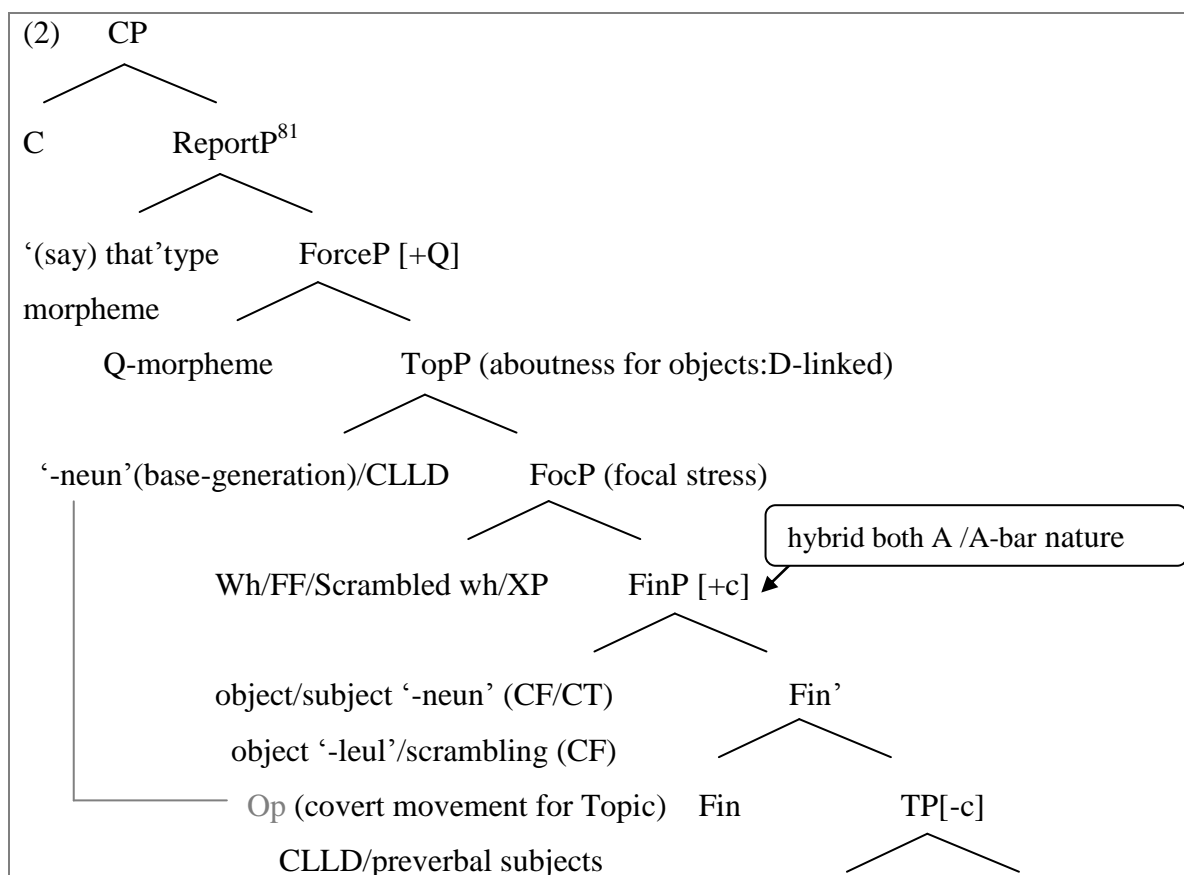 (2) CP
C ReportP81
‘(say) that’type ForceP [+Q]
morpheme
Q-morpheme TopP (aboutness for objects:D-linked)
‘-neun’(base-generation)/CLLD FocP (focal stress)
hybrid both A /A-bar nature
Wh/FF/Scrambled wh/XP FinP [+c]
object/subject ‘-neun’ (CF/CT) Fin’
object ‘-leul’/scrambling (CF)
Op (covert movement for Topic) Fin TP[-c]
CLLD/preverbal subjects